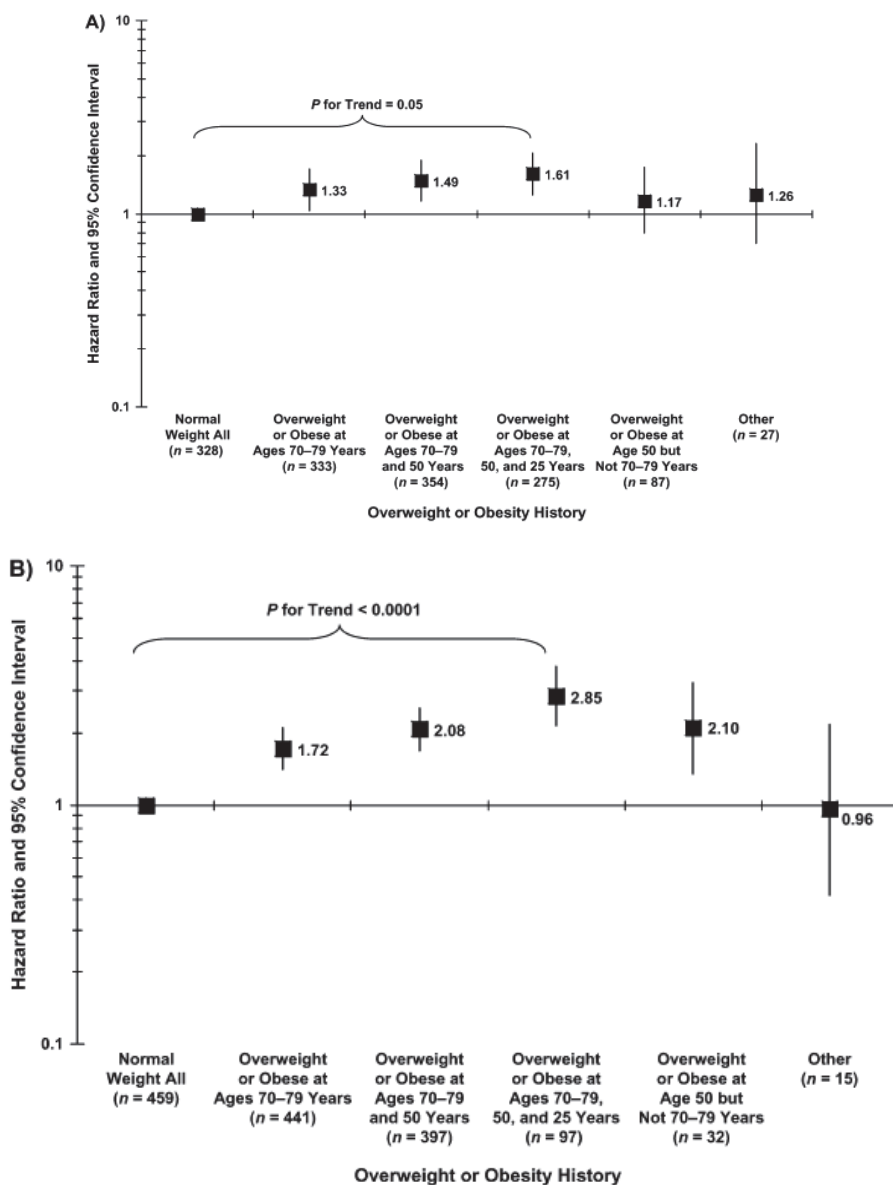 A)
10
P for Trend = 0.05
1.33
1.49
1.61
1.17
1.26
1
0.1
Hazard Ratio and 95% Confidence Interval
Normal
Weight All
(n = 328)
Overweight
or Obese at
Ages 70–79 Years
(n = 333)
Overweight
or Obese at
Ages 70–79
and 50 Years
(n = 354)
Overweight
or Obese at
Ages 70–79,
50, and 25 Years
(n = 275)
Overweight
or Obese at
Age 50 but
Not 70–79 Years
(n = 87)
Other
(n = 27)
Overweight or Obesity History
B)
10
P for Trend < 0.0001
1.72
2.08
2.85
2.10
0.96
1
0.1
Hazard Ratio and 95% Confidence Interval
Normal
Weight All
(n = 459)
Overweight
or Obese at
Ages 70–79 Years
(n = 441)
Overweight
or Obese at
Ages 70–79
and 50 Years
(n = 397)
Overweight
or Obese at
Ages 70–79,
50, and 25 Years
(n = 97)
Overweight
or Obese at
Age 50 but
Not 70–79 Years
(n = 32)
Other
(n = 15)
Overweight or Obesity History